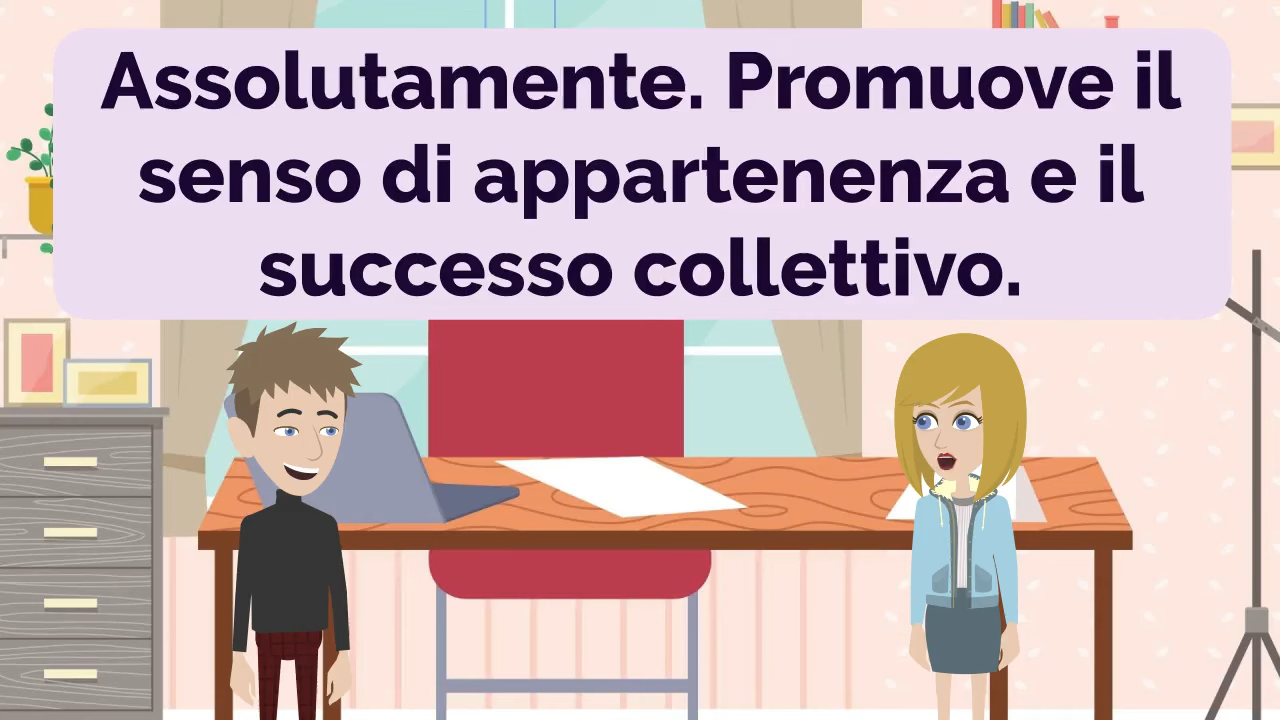 Assolutamente. Promuove il
senso di appartenenza e il
successo collettivo.